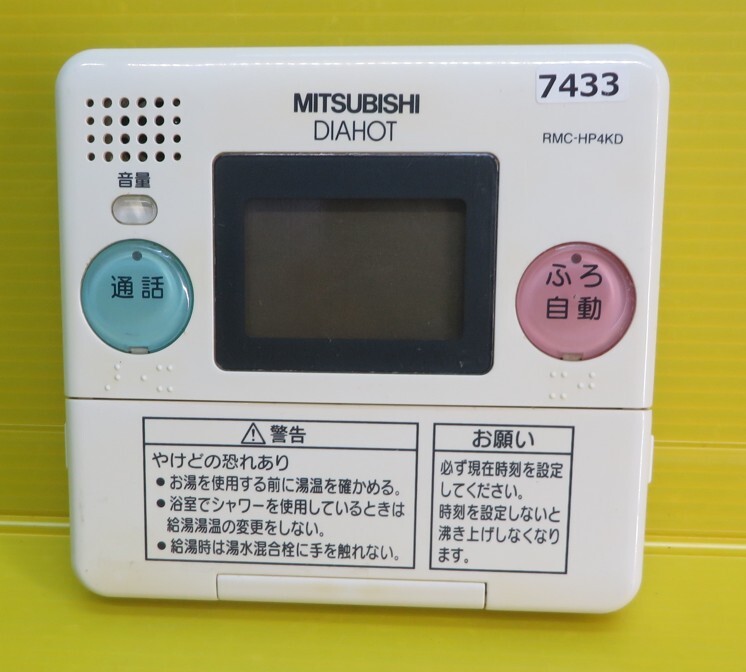 7433
MITSUBISHI
DIAHOT
RMC-HP4KD
音量
通話
ふろ
自動
⚠警告
やけどの恐れあり
●お湯を使用する前に湯温を確かめる。
●浴室でシャワーを使用しているときは
給湯湯温の変更をしない。
●給湯時は湯水混合栓に手を触れない。
お願い
必ず現在時刻を設定
してください。
時刻を設定しないと
沸き上げしなくなり
ます。